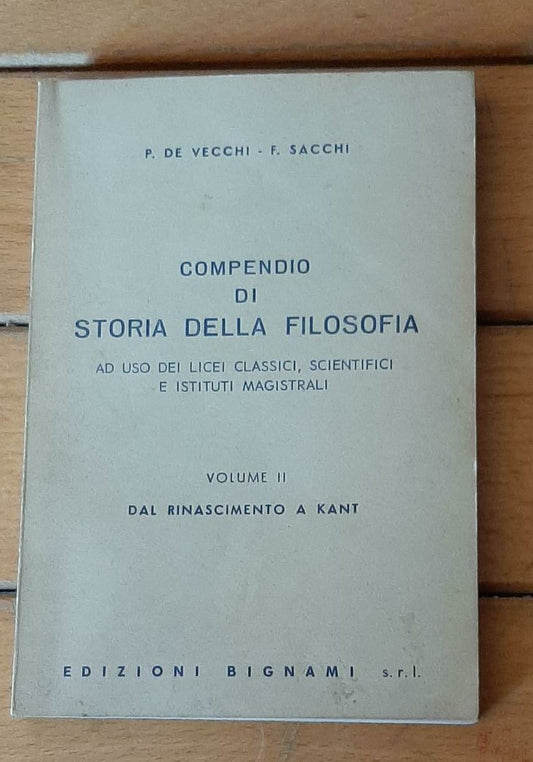 P. DE VECCHI - F. SACCHI
COMPENDIO
DI
STORIA DELLA FILOSOFIA
AD USO DEI LICEI CLASSICI, SCIENTIFICI
E ISTITUTI MAGISTRALI
VOLUME II
DAL RINASCIMENTO A KANT
EDIZIONI BIGNAMI s.r.l.